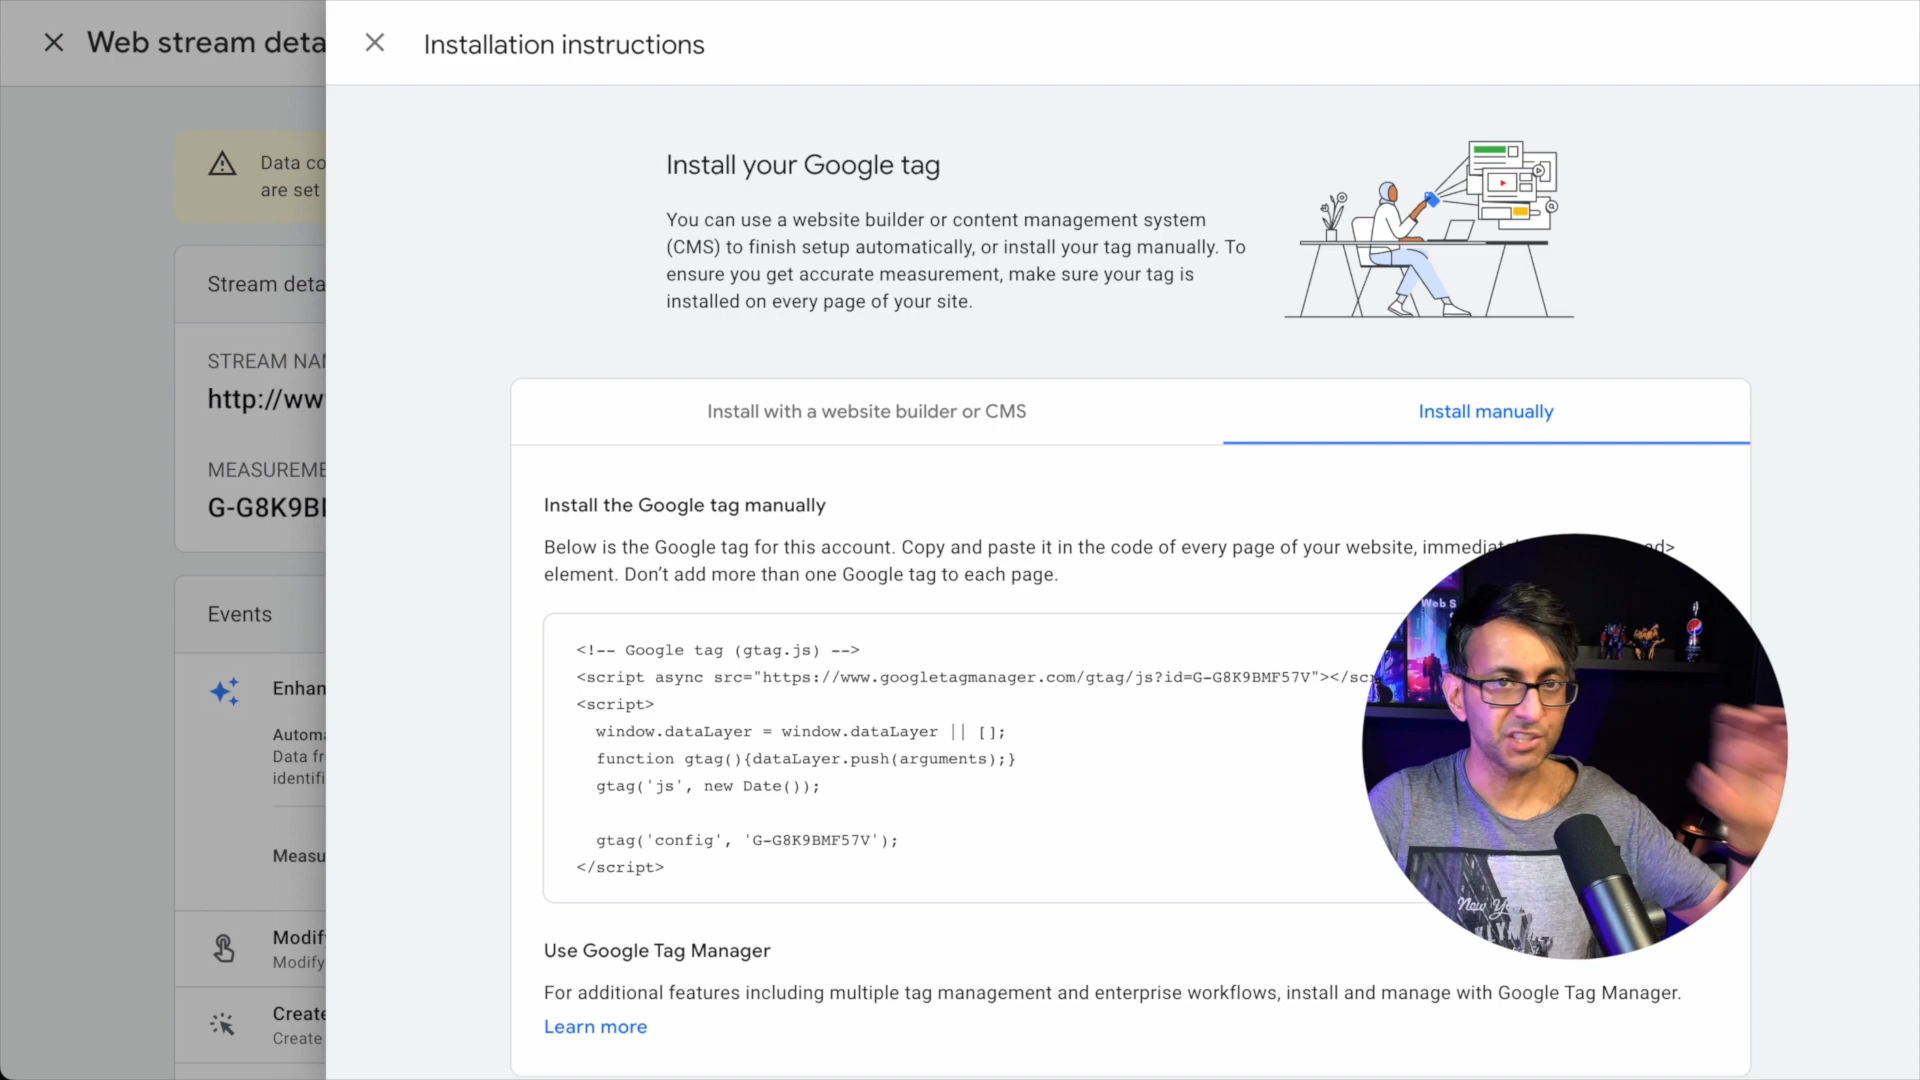 Web stream deta
Installation instructions
Data co
are set
Stream deta
STREAM NAM
http://ww
MEASUREME
G-G8K9B
Events
Enhan
Automa
Data fr
identifi
Measu
Modif
Modify
Create
Create
Install your Google tag
You can use a website builder or content management system
(CMS) to finish setup automatically, or install your tag manually. To
ensure you get accurate measurement, make sure your tag is
installed on every page of your site.
Install with a website builder or CMS
Install manually
Install the Google tag manually
Below is the Google tag for this account. Copy and paste it in the code of every page of your website, immediat
element. Don’t add more than one Google tag to each page.
<!-- Google tag (gtag.js) -->
<script async src="https://www.googletagmanager.com/gtag/js?id=G-G8K9BMF57V"></scr
<script>
window.dataLayer = window.dataLayer || [];
function gtag(){dataLayer.push(arguments);}
gtag('js', new Date());
gtag('config', 'G-G8K9BMF57V');
</script>
Web S
New Yo
Use Google Tag Manager
For additional features including multiple tag management and enterprise workflows, install and manage with Google Tag Manager.
Learn more